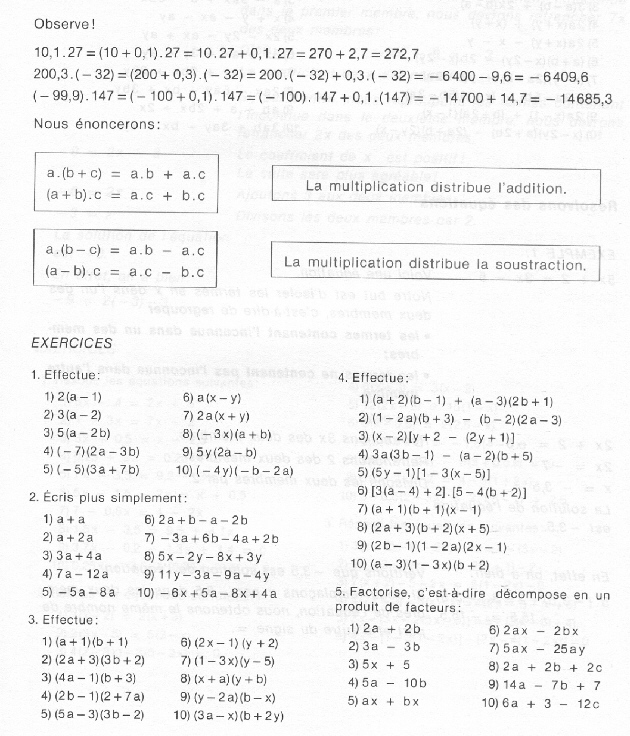 Observe!
10,1.27 = (10 + 0,1).27 = 10.27 + 0,1.27 = 270 + 2,7 = 272,7
200,3.(− 32) = (200 + 0,3).(− 32) = 200.(− 32) + 0,3.(− 32) = − 6400 − 9,6 = − 6409,6
(− 99,9).147 = (− 100 + 0,1).147 = (− 100).147 + 0,1.(147) = − 14700 + 14,7 = − 14685,3
Nous énoncerons:
a.(b + c) = a.b + a.c
(a + b).c = a.c + b.c
La multiplication distribue l'addition.
a.(b − c) = a.b − a.c
(a − b).c = a.c − b.c
La multiplication distribue la soustraction.
EXERCICES
1. Effectue:
1) 2(a − 1)
2) 3(a − 2)
3) 5(a − 2b)
4) (− 7)(2a − 3b)
5) (− 5)(3a + 7b)
6) a(x − y)
7) 2a(x + y)
8) (− 3x)(a + b)
9) 5y(2a − b)
10) (− 4y)(− b − 2a)
2. Écris plus simplement:
1) a + a
2) a + 2a
3) 3a + 4a
4) 7a − 12a
5) − 5a − 8a
6) 2a + b − a − 2b
7) − 3a + 6b − 4a + 2b
8) 5x − 2y − 8x + 3y
9) 11y − 3a − 9a − 4y
10) − 6x + 5a − 8x + 4a
3. Effectue:
1) (a + 1)(b + 1)
2) (2a + 3)(3b + 2)
3) (4a − 1)(b + 3)
4) (2b − 1)(2 + 7a)
5) (5a − 3)(3b − 2)
6) (2x − 1)(y + 2)
7) (1 − 3x)(y − 5)
8) (x + a)(y + b)
9) (y − 2a)(b − x)
10) (3a − x)(b + 2y)
4. Effectue:
1) (a + 2)(b − 1) + (a − 3)(2b + 1)
2) (1 − 2a)(b + 3) − (b − 2)(2a − 3)
3) (x − 2)[y + 2 − (2y + 1)]
4) 3a(3b − 1) − (a − 2)(b + 5)
5) (5y − 1)[1 − 3(x − 5)]
6) [3(a − 4) + 2].[5 − 4(b + 2)]
7) (a + 1)(b + 1)(x − 1)
8) (2a + 3)(b + 2)(x + 5)
9) (2b − 1)(1 − 2a)(2x − 1)
10) (a − 3)(1 − 3x)(b + 2)
5. Factorise, c'est-à-dire décompose en un
produit de facteurs:
1) 2a + 2b
2) 3a − 3b
3) 5x + 5
4) 5a − 10b
5) ax + bx
6) 2ax − 2bx
7) 5ax − 25ay
8) 2a + 2b + 2c
9) 14a − 7b + 7
10) 6a + 3 − 12c